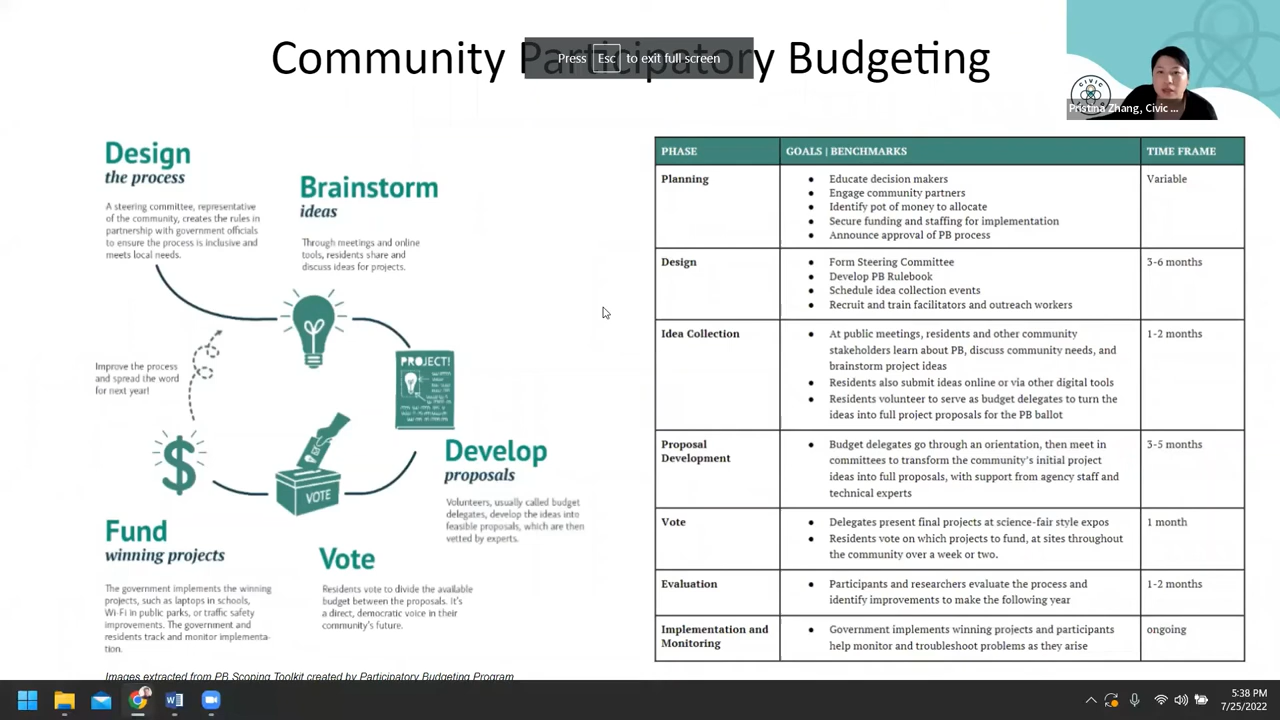 Community Participatory Budgeting
Press Esc to exit full screen
CIVIC
Pristina Zhang, Civic ...
Design
the process
A steering committee, representative
of the community, creates the rules in
partnership with government officials
to ensure the process is inclusive and
meets local needs.
Brainstorm
ideas
Through meetings and online
tools, residents share and
discuss ideas for projects.
PROJECT!
Improve the process
and spread the word
for next year!
VOTE
Develop
proposals
Volunteers, usually called budget
delegates, develop the ideas into
feasible proposals, which are then
vetted by experts.
Fund
winning projects
The government implements the winning
projects, such as laptops in schools,
Wi-Fi in public parks, or traffic safety
improvements. The government and
residents track and monitor implementa-
tion.
Vote
Residents vote to divide the available
budget between the proposals. It's
a direct, democratic voice in their
community's future.
Images extracted from PB Scoping Toolkit created by Participatory Budgeting Program
PHASE GOALS | BENCHMARKS TIME FRAME
Planning
● Educate decision makers
● Engage community partners
● Identify pot of money to allocate
● Secure funding and staffing for implementation
● Announce approval of PB process
Variable
Design
● Form Steering Committee
● Develop PB Rulebook
● Schedule idea collection events
● Recruit and train facilitators and outreach workers
3-6 months
Idea Collection
● At public meetings, residents and other community
stakeholders learn about PB, discuss community needs, and
brainstorm project ideas
● Residents also submit ideas online or via other digital tools
● Residents volunteer to serve as budget delegates to turn the
ideas into full project proposals for the PB ballot
1-2 months
Proposal
Development
● Budget delegates go through an orientation, then meet in
committees to transform the community's initial project
ideas into full proposals, with support from agency staff and
technical experts
3-5 months
Vote
● Delegates present final projects at science-fair style expos
● Residents vote on which projects to fund, at sites throughout
the community over a week or two.
1 month
Evaluation
● Participants and researchers evaluate the process and
identify improvements to make the following year
1-2 months
Implementation and
Monitoring
● Government implements winning projects and participants
help monitor and troubleshoot problems as they arise
ongoing
5:38 PM
7/25/2022